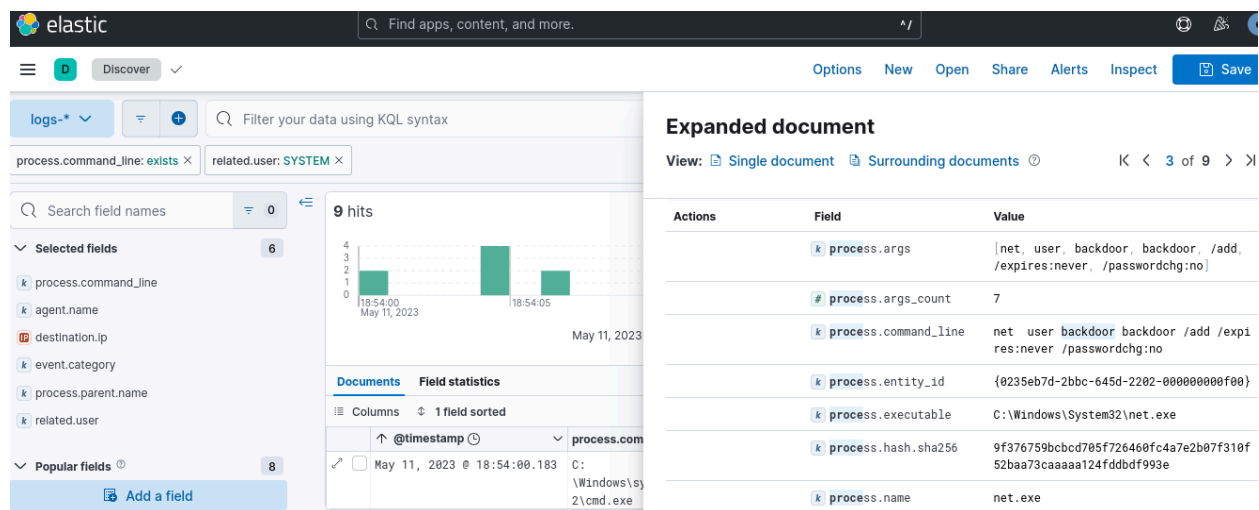 elastic
Find apps, content, and more.
^/
D
Discover
Options New Open Share Alerts Inspect Save
logs-*
Filter your data using KQL syntax
process.command_line: exists × related.user: SYSTEM ×
Search field names 0
Selected fields 6
k process.command_line
k agent.name
IP destination.ip
k event.category
k process.parent.name
k related.user
Popular fields 8
Add a field
9 hits
4
3
2
1
0
18:54:00 18:54:05
May 11, 2023
May 11, 2023
Documents Field statistics
Columns 1 field sorted
@timestamp process.com
May 11, 2023 @ 18:54:00.183 C:
\Windows\sy
2\cmd.exe
Expanded document
View: Single document Surrounding documents 3 of 9
Actions Field Value
k process.args [net, user, backdoor, backdoor, /add,
/expires:never, /passwordchg:no]
# process.args_count 7
k process.command_line net user backdoor backdoor /add /expi
res:never /passwordchg:no
k process.entity_id {0235eb7d-2bbc-645d-2202-000000000f00}
k process.executable C:\Windows\System32\net.exe
k process.hash.sha256 9f376759bcbcd705f726460fc4a7e2b07f310f
52baa73caaaaa124fddbdf993e
k process.name net.exe